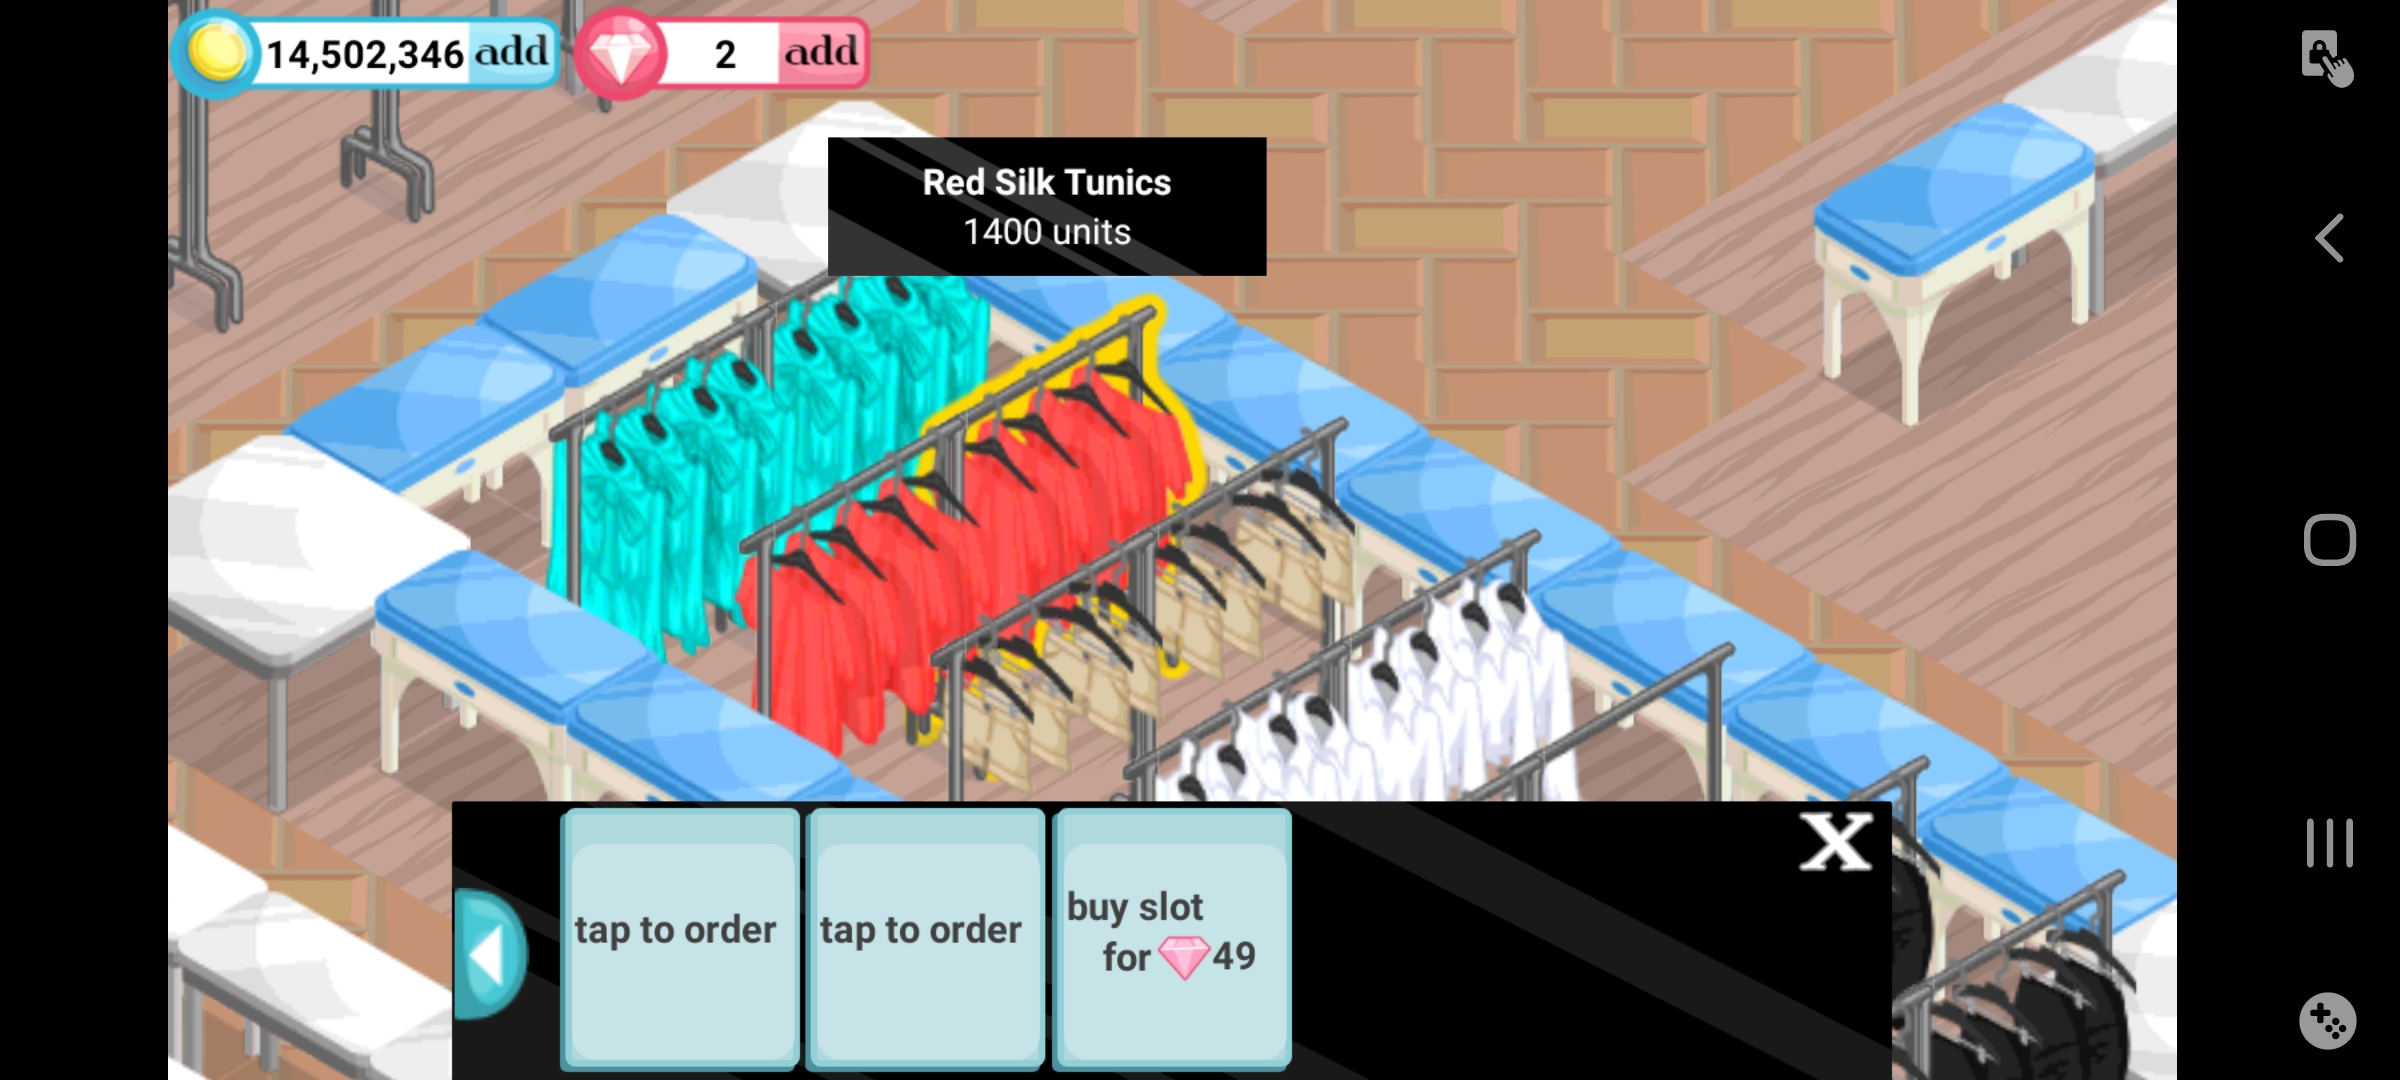 14,502,346 add 2 add
Red Silk Tunics
1400 units
X
tap to order tap to order
buy slot
for 49